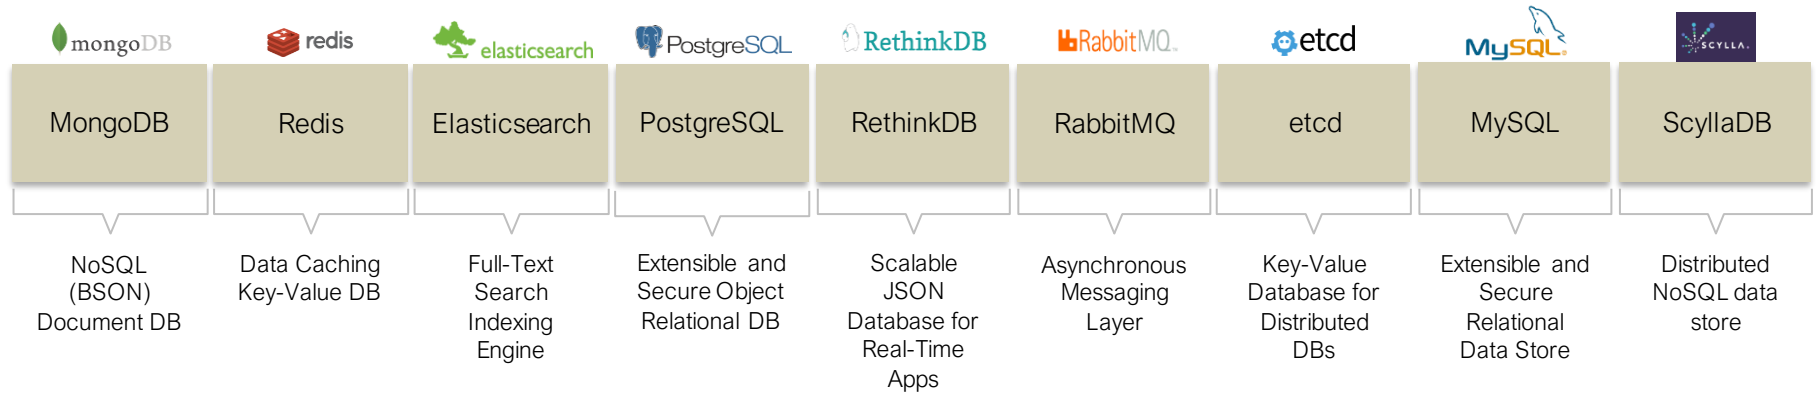 mongoDB
redis
elasticsearch
PostgreSQL
RethinkDB
RabbitMQ
etcd
MySQL
SCYLLA.
MongoDB
Redis
Elasticsearch
PostgreSQL
RethinkDB
RabbitMQ
etcd
MySQL
ScyllaDB
NoSQL
(BSON)
Document DB
Data Caching
Key-Value DB
Full-Text
Search
Indexing
Engine
Extensible and
Secure Object
Relational DB
Scalable
JSON
Database for
Real-Time
Apps
Asynchronous
Messaging
Layer
Key-Value
Database for
Distributed
DBs
Extensible and
Secure
Relational
Data Store
Distributed
NoSQL data
store